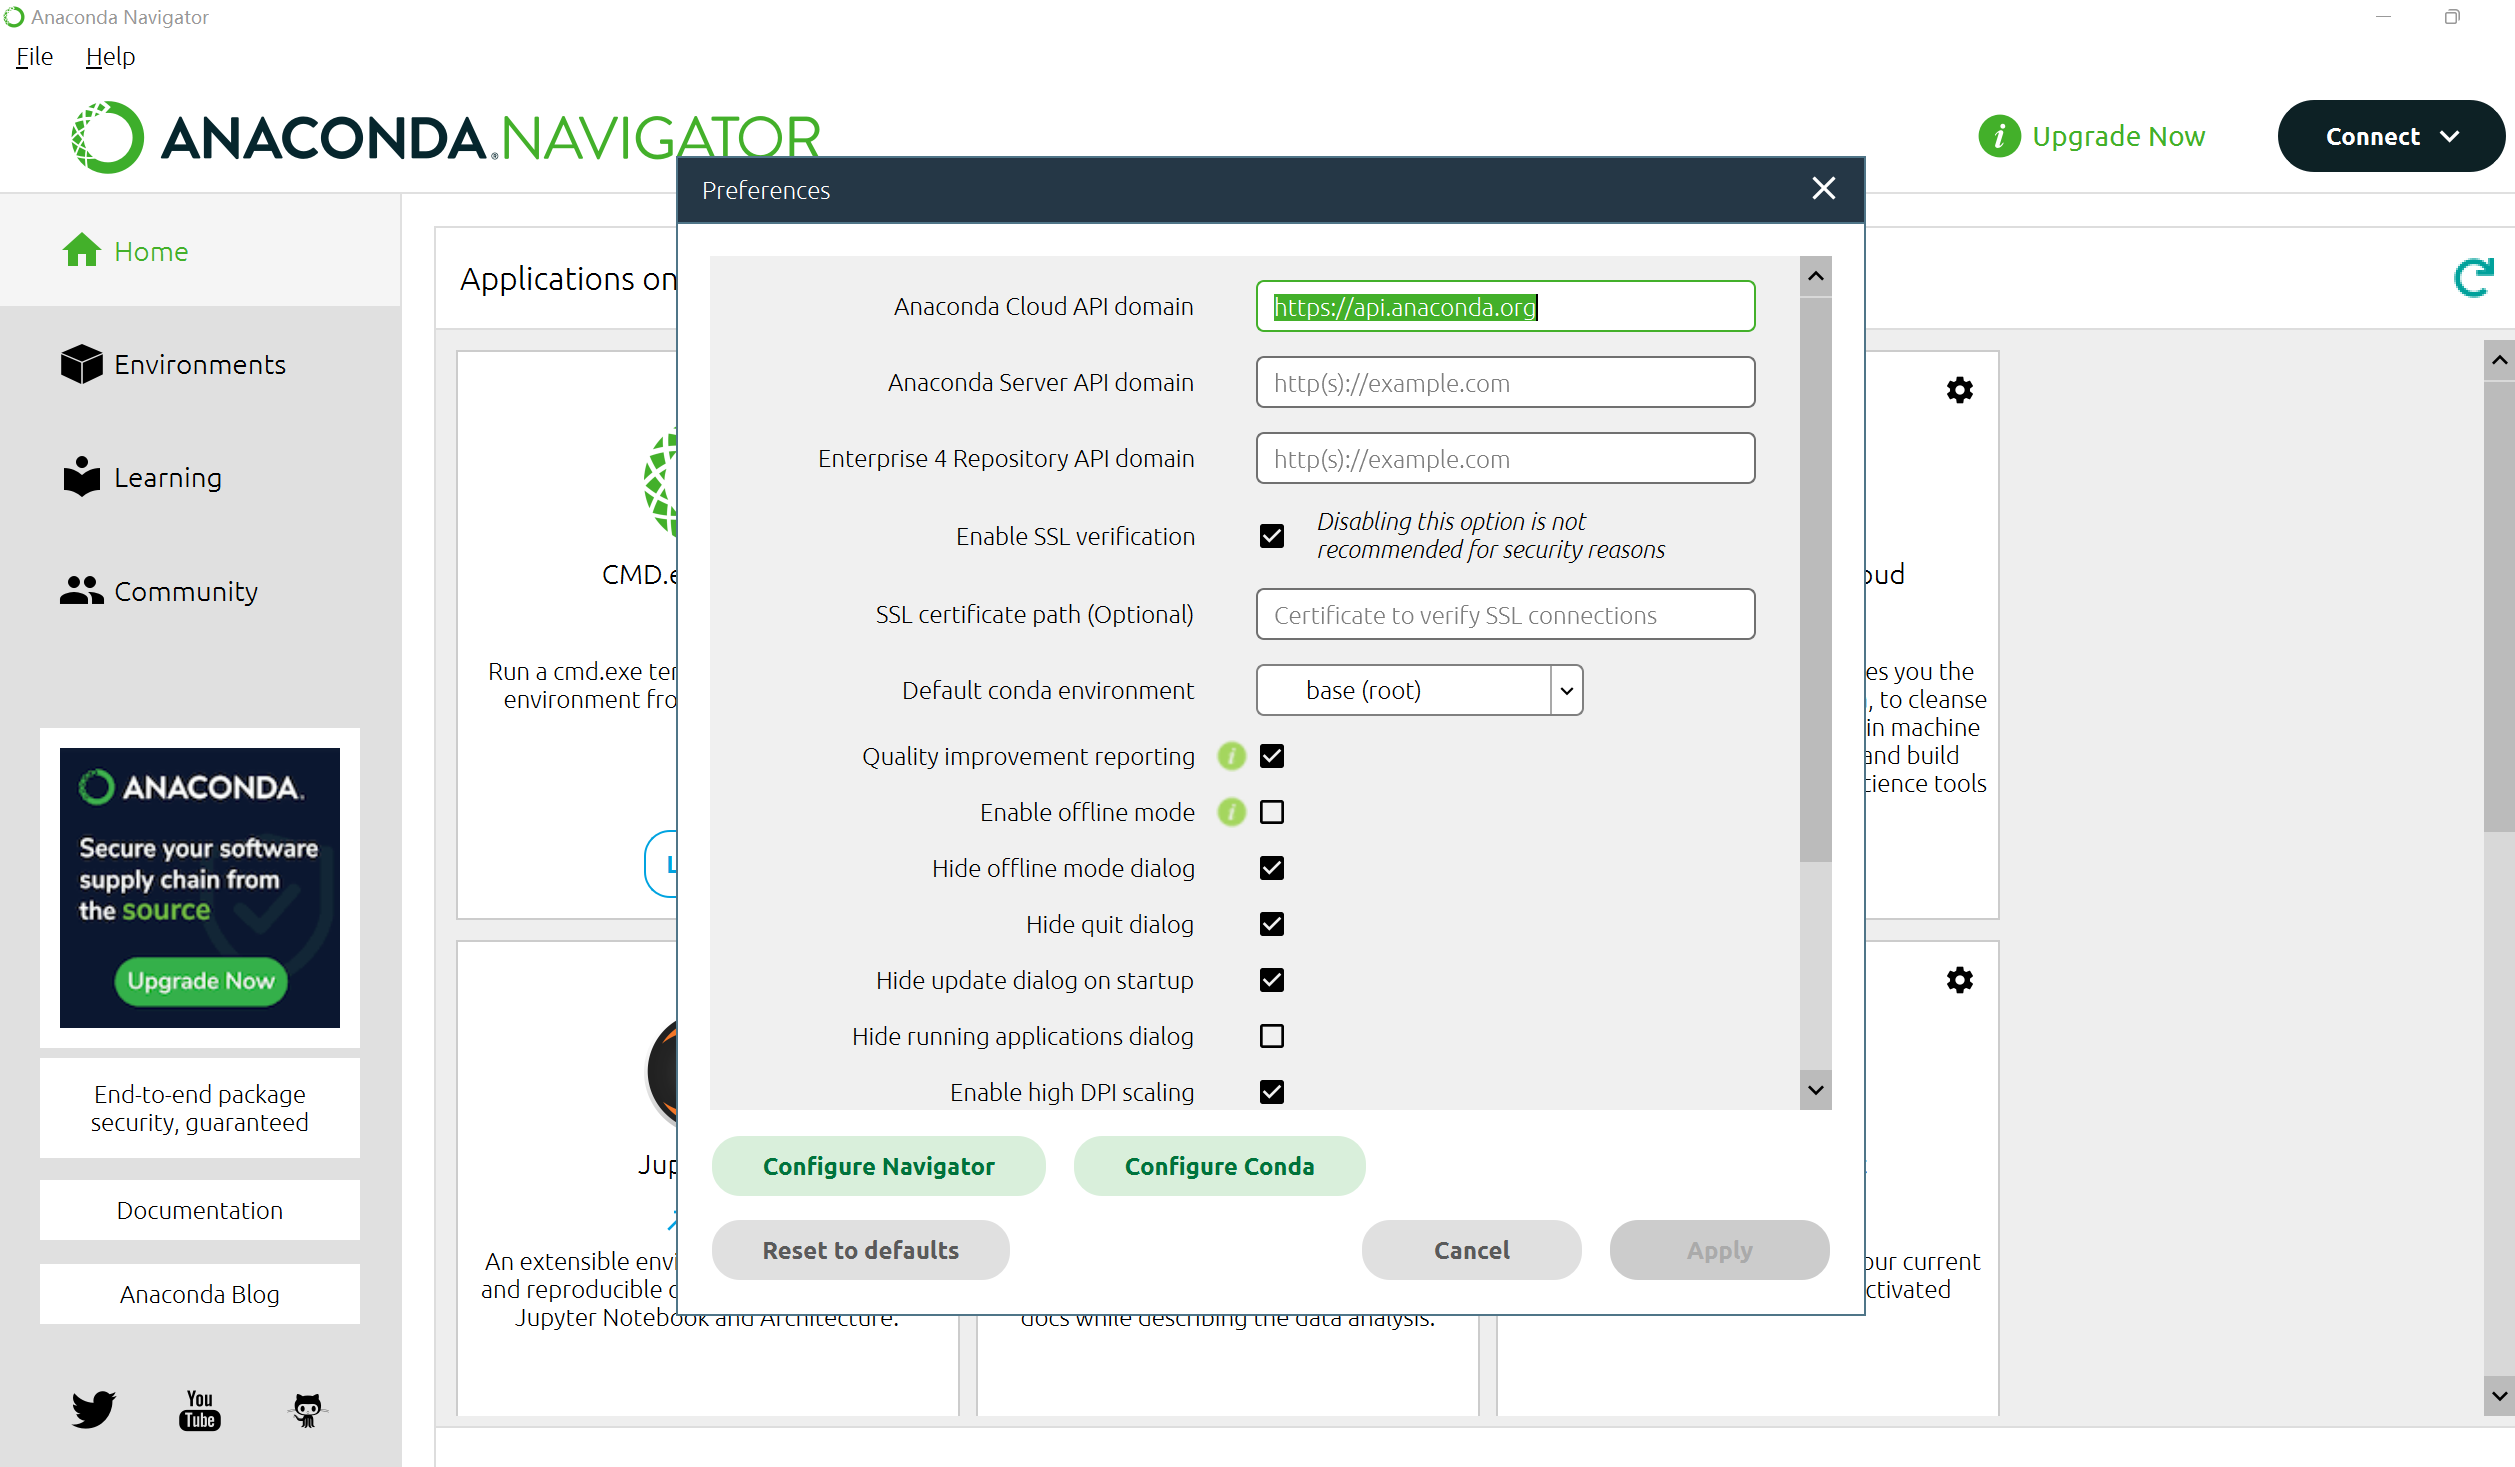 Anaconda Navigator
File Help
ANACONDA.NAVIGATOR
Upgrade Now
Connect
Preferences
Home
Environments
Learning
Community
ANACONDA.
Secure your software
supply chain from
the source
Upgrade Now
End-to-end package
security, guaranteed
Documentation
Anaconda Blog
You
Tube
Applications on
CMD.e
Run a cmd.exe ter
environment fro
L
Jup
An extensible envi
and reproducible
Jupyter Notebook and Architecture.
docs while describing the data analysis.
Anaconda Cloud API domain https://api.anaconda.org
Anaconda Server API domain http(s)://example.com
Enterprise 4 Repository API domain http(s)://example.com
Enable SSL verification
Disabling this option is not
recommended for security reasons
SSL certificate path (Optional) Certificate to verify SSL connections
Default conda environment base (root)
Quality improvement reporting
Enable offline mode
Hide offline mode dialog
Hide quit dialog
Hide update dialog on startup
Hide running applications dialog
Enable high DPI scaling
Configure Navigator Configure Conda
Reset to defaults Cancel Apply
oud
es you the
, to cleanse
in machine
and build
cience tools
our current
ctivated